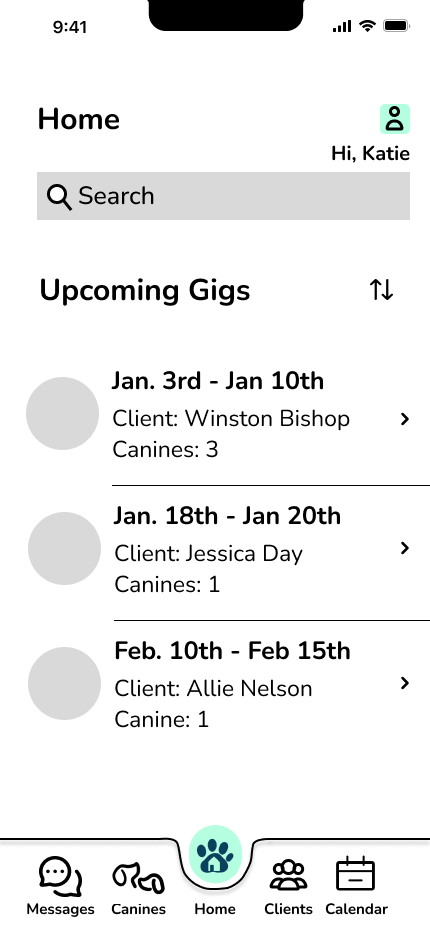 9:41
Home
Hi, Katie
Search
Upcoming Gigs
Jan. 3rd - Jan 10th
Client: Winston Bishop
Canines: 3
Jan. 18th - Jan 20th
Client: Jessica Day
Canines: 1
Feb. 10th - Feb 15th
Client: Allie Nelson
Canine: 1
Messages Canines Home Clients Calendar